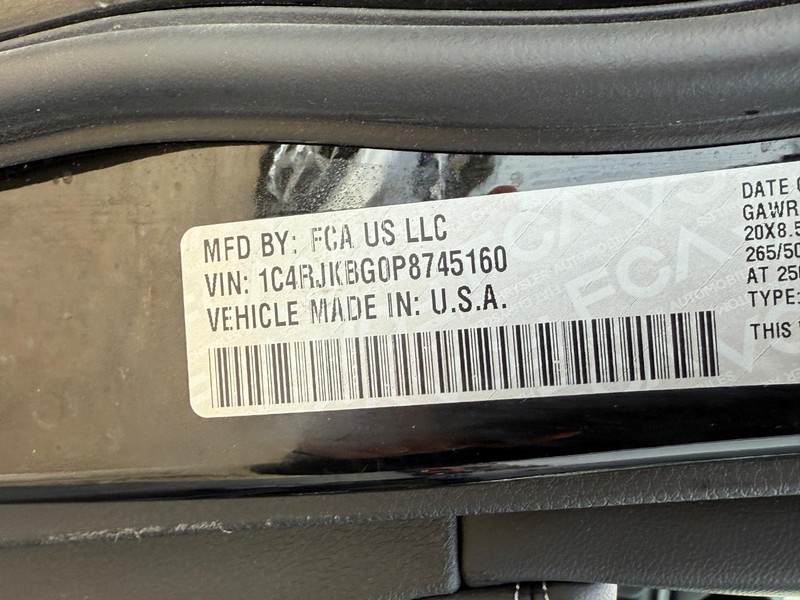 MFD BY: FCA US LLC
VIN: 1C4RJKBG0P8745160
VEHICLE MADE IN: U.S.A.
DATE O
GAWR
20X8.5
265/50
AT 25
TYPE:
THIS
FCA